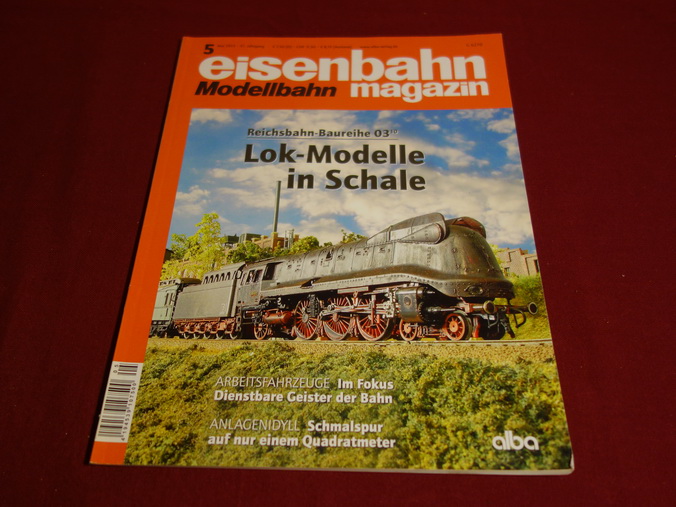 5
eisenbahn
Modellbahn magazin
Reichsbahn-Baureihe 03¹⁰
Lok-Modelle
in Schale
ARBEITSFAHRZEUGE Im Fokus
Dienstbare Geister der Bahn
ANLAGENIDYLL Schmalspur
auf nur einem Quadratmeter
alba